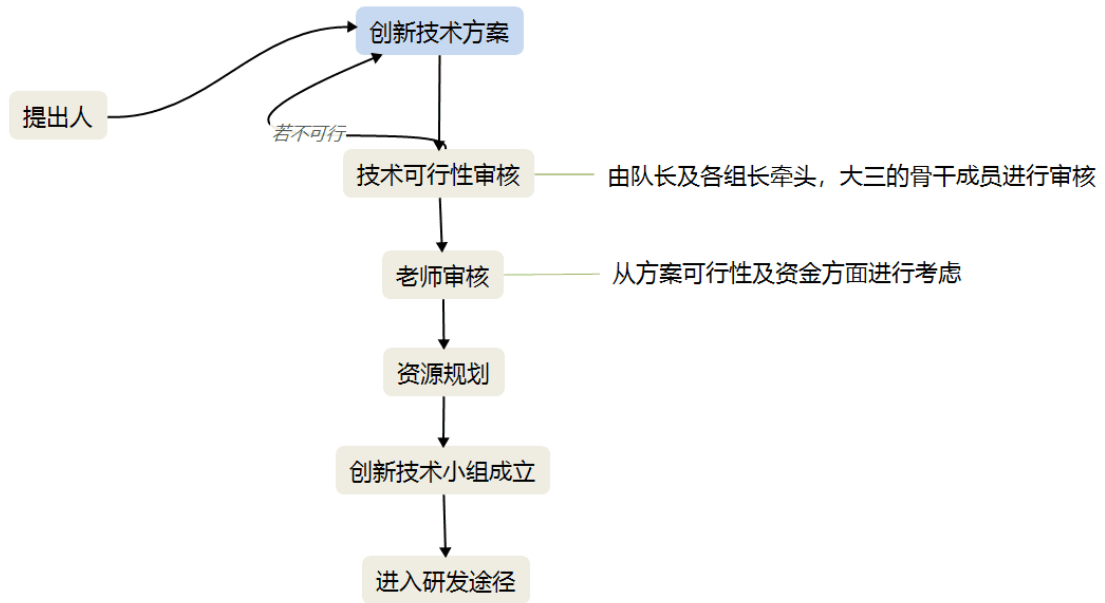 创新技术方案
提出人
若不可行
技术可行性审核
由队长及各组长牵头，大三的骨干成员进行审核
老师审核
从方案可行性及资金方面进行考虑
资源规划
创新技术小组成立
进入研发途径